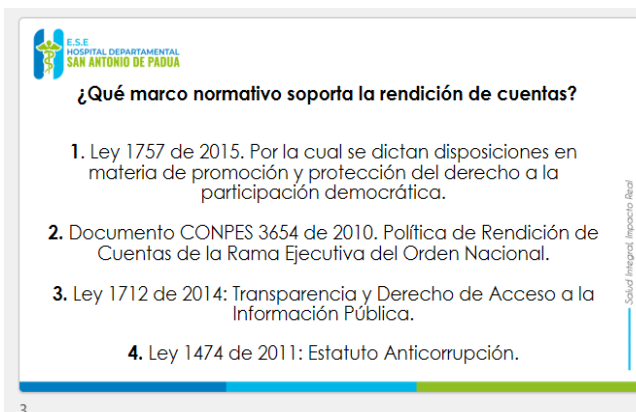 E.S.E
HOSPITAL DEPARTAMENTAL
SAN ANTONIO DE PADUA
¿Qué marco normativo soporta la rendición de cuentas?
1. Ley 1757 de 2015. Por la cual se dictan disposiciones en
materia de promoción y protección del derecho a la
participación democrática.
2. Documento CONPES 3654 de 2010. Política de Rendición de
Cuentas de la Rama Ejecutiva del Orden Nacional.
3. Ley 1712 de 2014: Transparencia y Derecho de Acceso a la
Información Pública.
4. Ley 1474 de 2011: Estatuto Anticorrupción.
Salud Integral, Impacto Real
3